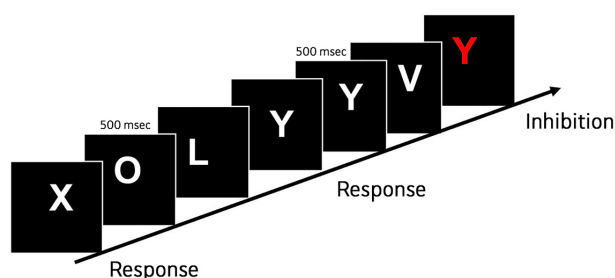 X
500 msec
O
L
Y
500 msec
Y
V
Y
Response
Response
Inhibition